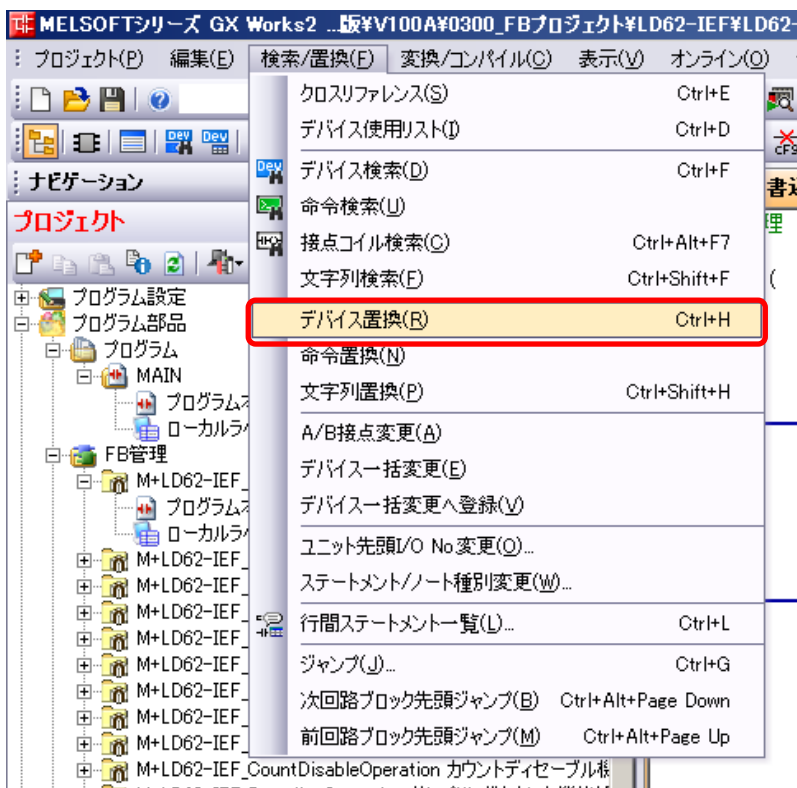 MELSOFTシリーズ GX Works2 ...版¥V100A¥0300_FBプロジェクト¥LD62-IEF¥LD62-
プロジェクト(P) 編集(E) 検索/置換(F) 変換/コンパイル(C) 表示(V) オンライン(O)
クロスリファレンス(S) Ctrl+E
デバイス使用リスト(I) Ctrl+D
デバイス検索(D) Ctrl+F
命令検索(U)
接点コイル検索(C) Ctrl+Alt+F7
文字列検索(F) Ctrl+Shift+F
デバイス置換(R) Ctrl+H
命令置換(N)
文字列置換(P) Ctrl+Shift+H
A/B接点変更(A)
デバイス一括変更(E)
デバイス一括変更へ登録(V)
ユニット先頭I/O No変更(O)...
ステートメント/ノート種別変更(W)...
行間ステートメント一覧(L)... Ctrl+L
ジャンプ(J)... Ctrl+G
次回路ブロック先頭ジャンプ(B) Ctrl+Alt+Page Down
前回路ブロック先頭ジャンプ(M) Ctrl+Alt+Page Up
Dev Dev
Dev
CFS
ナビゲーション
書込
理
(
プロジェクト
プログラム設定
プログラム部品
プログラム
MAIN
プログラム本
ローカルラベ
FB管理
M+LD62-IEF_
プログラム本
ローカルラベ
M+LD62-IEF_
M+LD62-IEF_
M+LD62-IEF_
M+LD62-IEF_
M+LD62-IEF_
M+LD62-IEF_
M+LD62-IEF_
M+LD62-IEF_
M+LD62-IEF_CountDisableOperation カウントディセーブル機